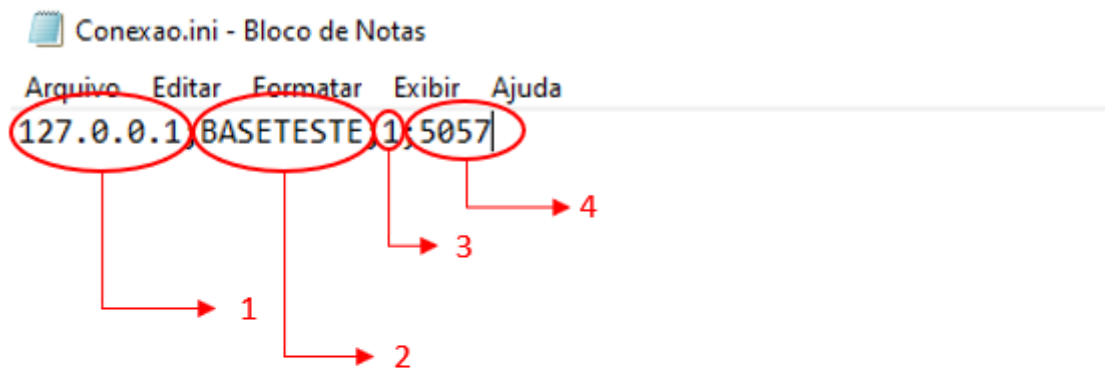 Conexao.ini - Bloco de Notas
Arquivo Editar Formatar Exibir Ajuda
127.0.0.1;BASETESTE;1;5057
4
3
1
2